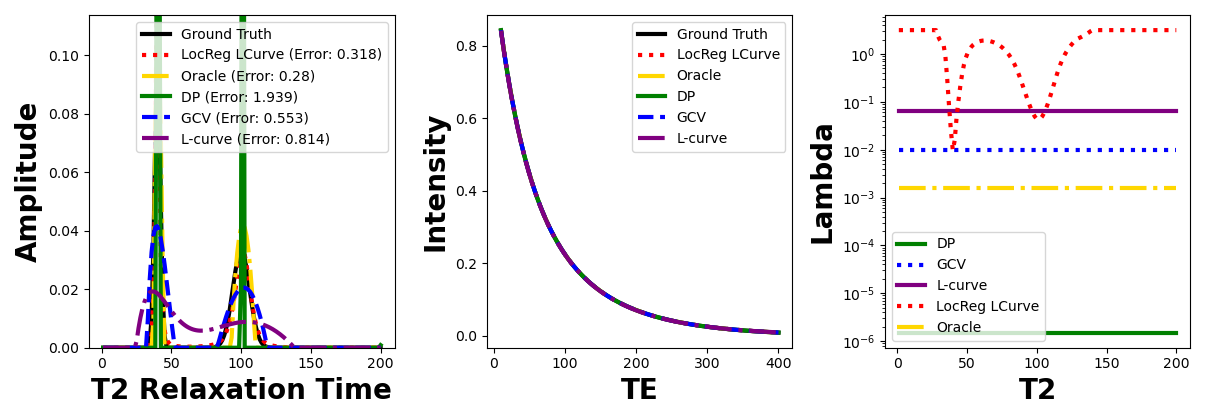 Amplitude
0.10
0.08
0.06
0.04
0.02
0.00
0
50
100
150
200
T2 Relaxation Time
Ground Truth
LocReg LCurve (Error: 0.318)
Oracle (Error: 0.28)
DP (Error: 1.939)
GCV (Error: 0.553)
L-curve (Error: 0.814)
Intensity
0.8
0.6
0.4
0.2
0.0
0
100
200
300
400
TE
Ground Truth
LocReg LCurve
Oracle
DP
GCV
L-curve
Lambda
10⁰
10⁻¹
10⁻²
10⁻³
10⁻⁴
10⁻⁵
10⁻⁶
0
50
100
150
200
T2
DP
GCV
L-curve
LocReg LCurve
Oracle